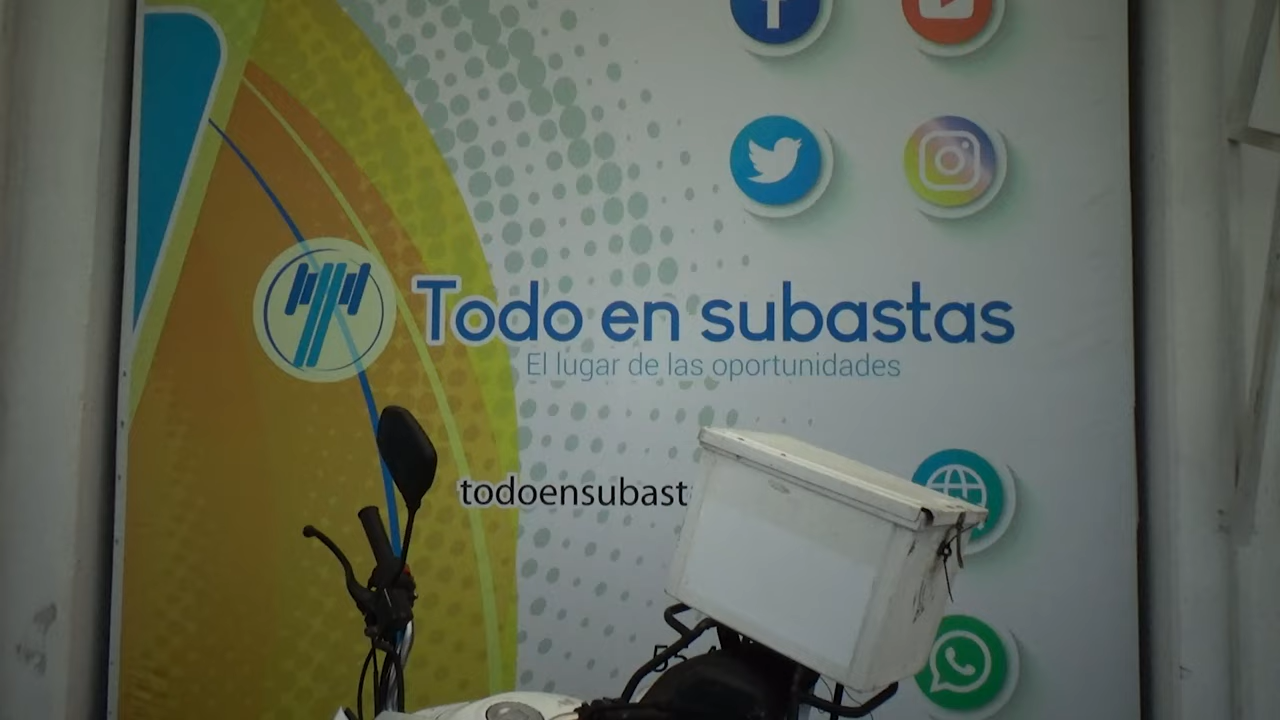 Todo en subastas
El lugar de las oportunidades
todoensubast